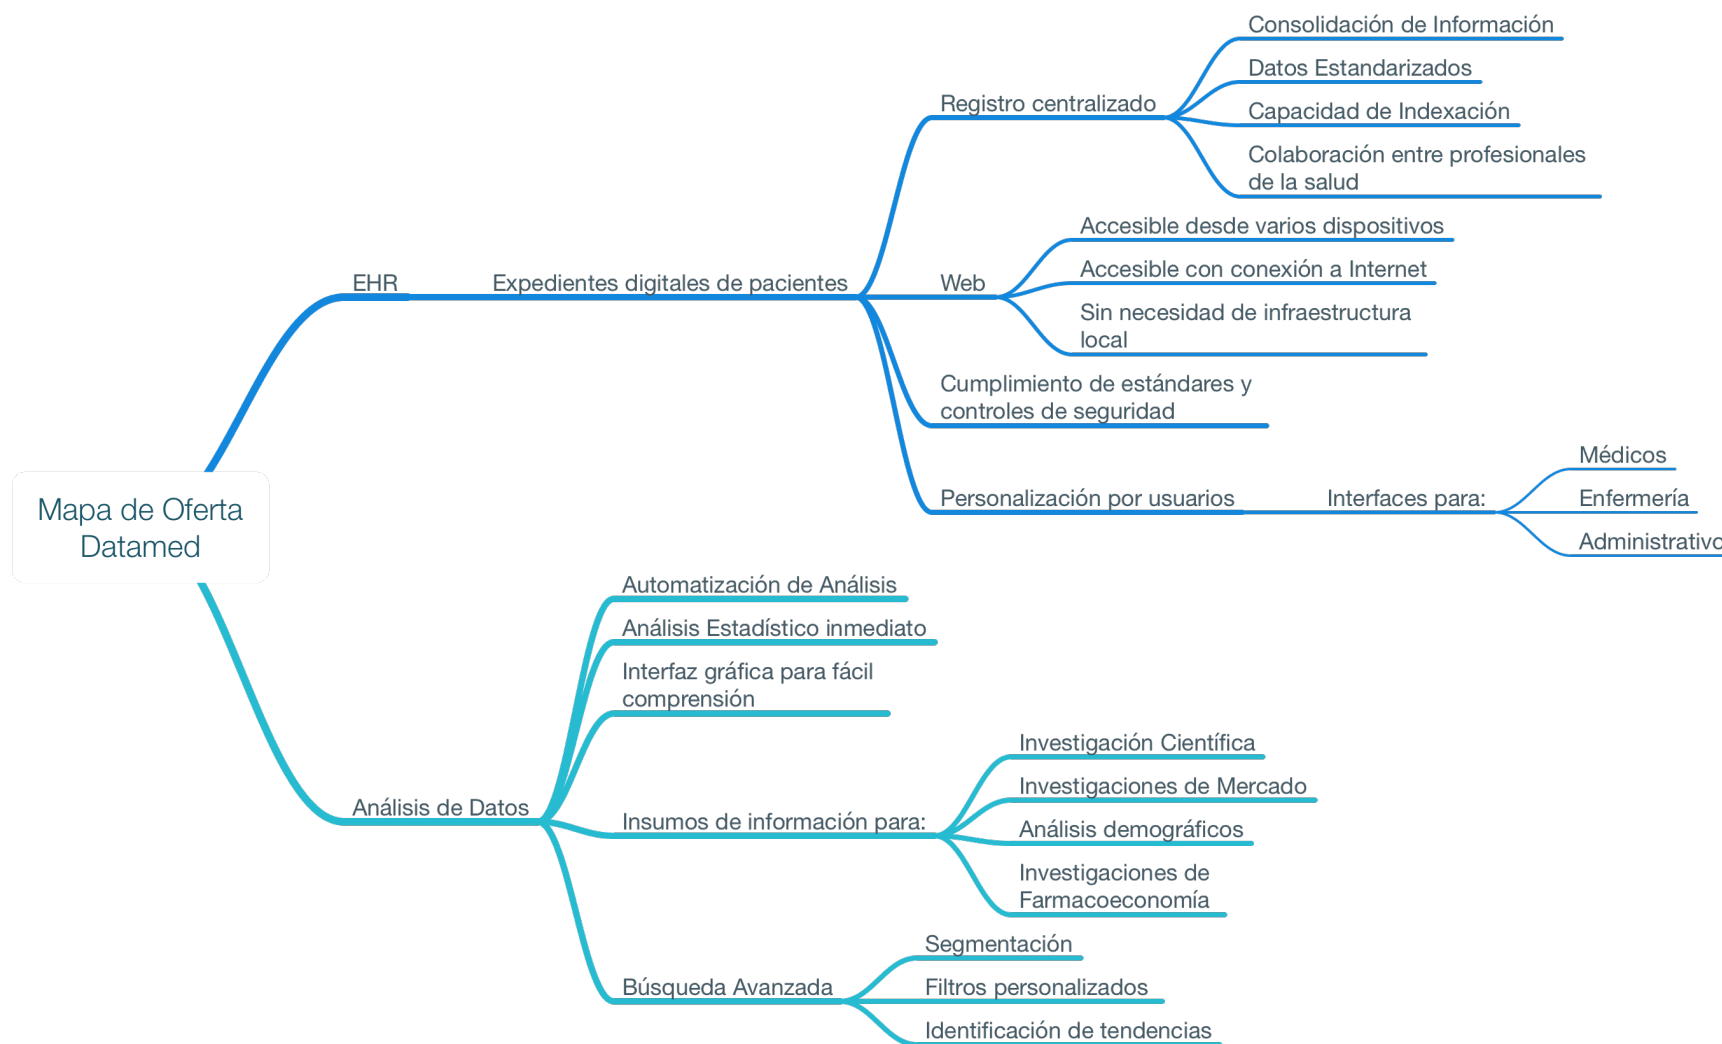 Consolidación de Información
Datos Estandarizados
Registro centralizado
Capacidad de Indexación
Colaboración entre profesionales
de la salud
Accesible desde varios dispositivos
Accesible con conexión a Internet
EHR
Expedientes digitales de pacientes
Web
Sin necesidad de infraestructura
local
Cumplimiento de estándares y
controles de seguridad
Médicos
Personalización por usuarios
Interfaces para:
Enfermería
Administrativo
Mapa de Oferta
Datamed
Automatización de Análisis
Análisis Estadístico inmediato
Interfaz gráfica para fácil
comprensión
Investigación Científica
Investigaciones de Mercado
Análisis de Datos
Insumos de información para:
Análisis demográficos
Investigaciones de
Farmacoeconomía
Segmentación
Búsqueda Avanzada
Filtros personalizados
Identificación de tendencias